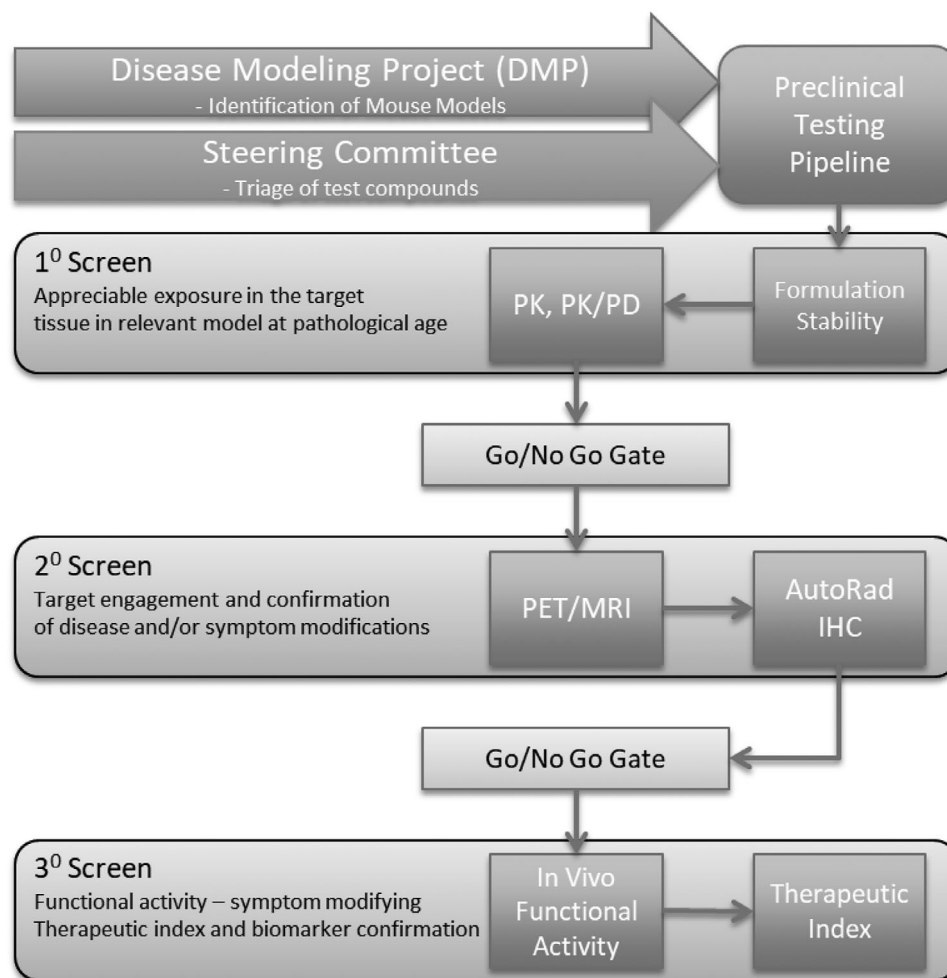 Disease Modeling Project (DMP)
- Identification of Mouse Models
Steering Committee
- Triage of test compounds
Preclinical
Testing
Pipeline
1⁰ Screen
Appreciable exposure in the target
tissue in relevant model at pathological age
PK, PK/PD
Formulation
Stability
Go/No Go Gate
2⁰ Screen
Target engagement and confirmation
of disease and/or symptom modifications
PET/MRI
AutoRad
IHC
Go/No Go Gate
3⁰ Screen
Functional activity – symptom modifying
Therapeutic index and biomarker confirmation
In Vivo
Functional
Activity
Therapeutic
Index